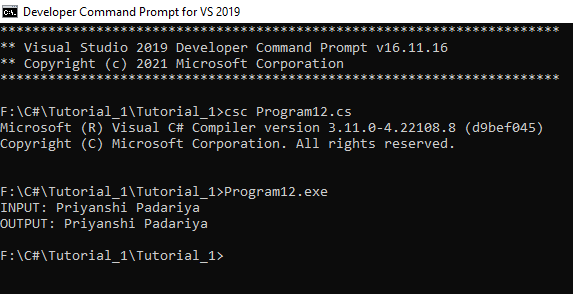 Developer Command Prompt for VS 2019
**********************************************************************
** Visual Studio 2019 Developer Command Prompt v16.11.16
** Copyright (c) 2021 Microsoft Corporation
**********************************************************************
F:\C#\Tutorial_1\Tutorial_1>csc Program12.cs
Microsoft (R) Visual C# Compiler version 3.11.0-4.22108.8 (d9bef045)
Copyright (C) Microsoft Corporation. All rights reserved.
F:\C#\Tutorial_1\Tutorial_1>Program12.exe
INPUT: Priyanshi Padariya
OUTPUT: Priyanshi Padariya
F:\C#\Tutorial_1\Tutorial_1>